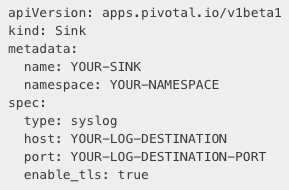 apiVersion: apps.pivotal.io/v1beta1
kind: Sink
metadata:
  name: YOUR-SINK
  namespace: YOUR-NAMESPACE
spec:
  type: syslog
  host: YOUR-LOG-DESTINATION
  port: YOUR-LOG-DESTINATION-PORT
  enable_tls: true